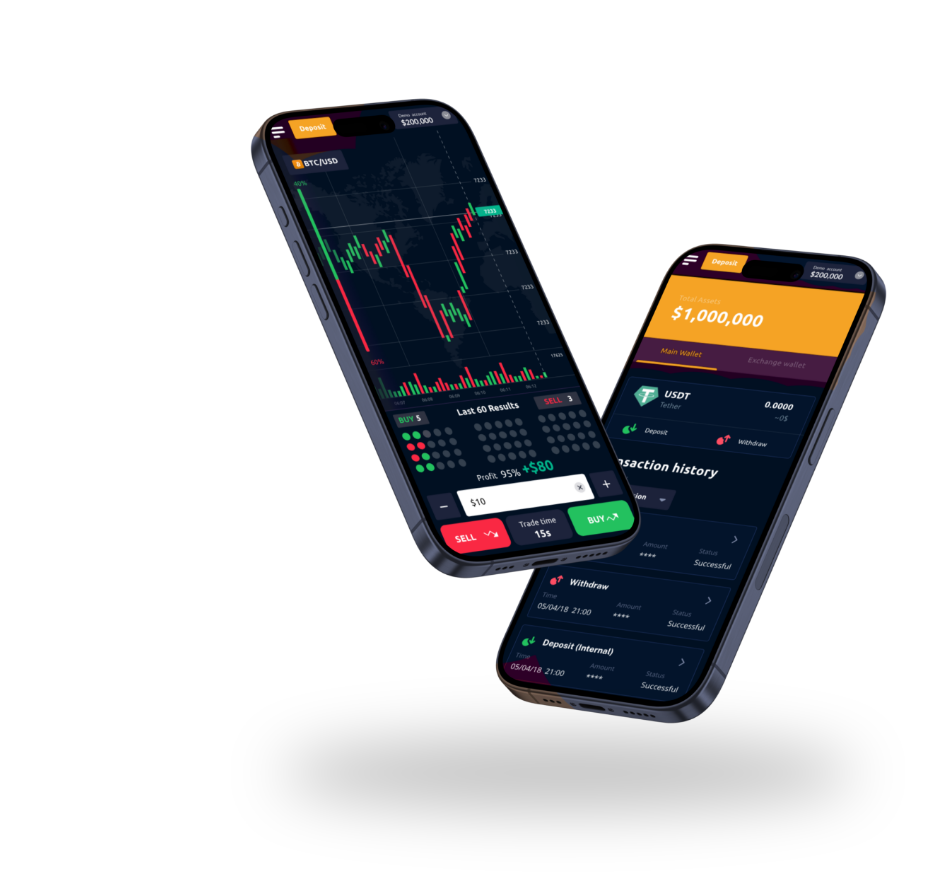 Deposit
Demo account
$200,000
BTC/USD
40%
7233
7233
7233
7233
7233
7233
60%
17625
BUY 5
Last 60 Results
SELL 3
Profit 95% +$80
$10
SELL
Trade time
15s
BUY
Deposit
Demo account
$200,000
Total Assets
$1,000,000
Main Wallet
Exchange wallet
USDT
Tether
0.0000
~0$
Deposit
Withdraw
nsaction history
sion
Amount
****
Status
Successful
Withdraw
Time
05/04/18 21:00
Amount
****
Status
Successful
Deposit (Internal)
Time
05/04/18 21:00
Amount
****
Status
Successful